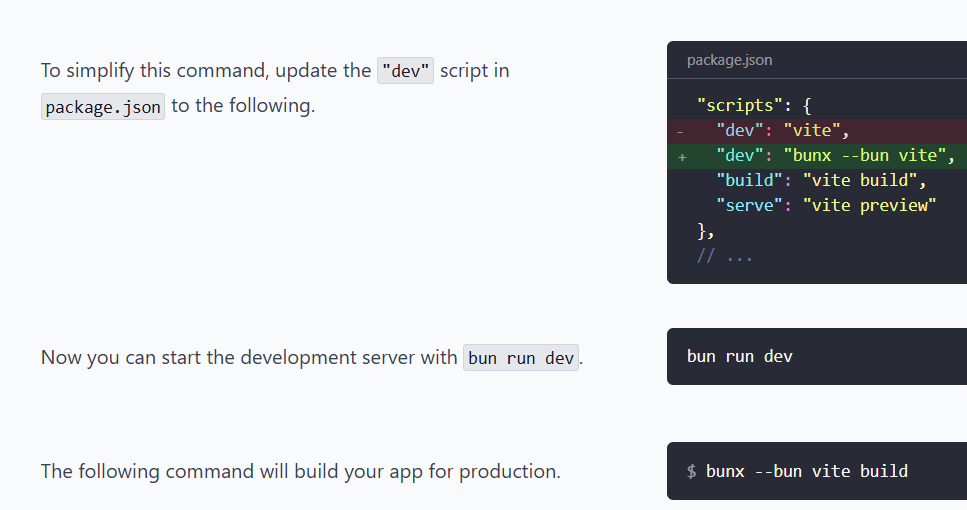 To simplify this command, update the "dev" script in
package.json to the following.
package.json
"scripts": {
- "dev": "vite",
+ "dev": "bunx --bun vite",
"build": "vite build",
"serve": "vite preview"
},
// ...
Now you can start the development server with bun run dev.
bun run dev
The following command will build your app for production.
$ bunx --bun vite build